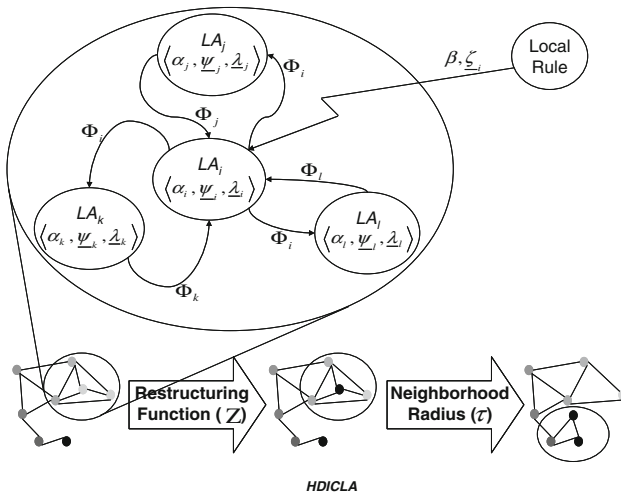 LA_j
⟨α_j, ψ_j, λ_j⟩
Φ_i
Φ_j
β, ζ_i
Local
Rule
Φ_i
LA_i
⟨α_i, ψ_i, λ_i⟩
Φ_l
LA_k
⟨α_k, ψ_k, λ_k⟩
LA_l
⟨α_l, ψ_l, λ_l⟩
Φ_i
Φ_k
Restructuring
Function (Z)
Neighborhood
Radius (τ)
HDICLA